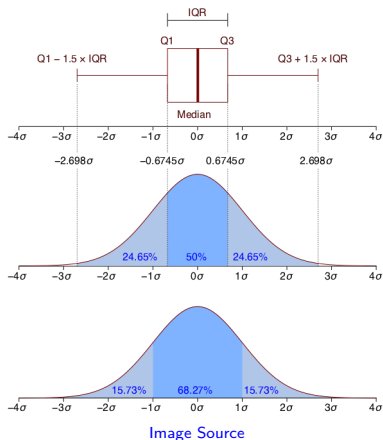 IQR
Q1 Q3
Q1 − 1.5 × IQR Q3 + 1.5 × IQR
Median
−4σ −3σ −2σ −1σ 0σ 1σ 2σ 3σ 4σ
−2.698σ −0.6745σ 0.6745σ 2.698σ
24.65% 50% 24.65%
−4σ −3σ −2σ −1σ 0σ 1σ 2σ 3σ 4σ
15.73% 68.27% 15.73%
−4σ −3σ −2σ −1σ 0σ 1σ 2σ 3σ 4σ
Image Source